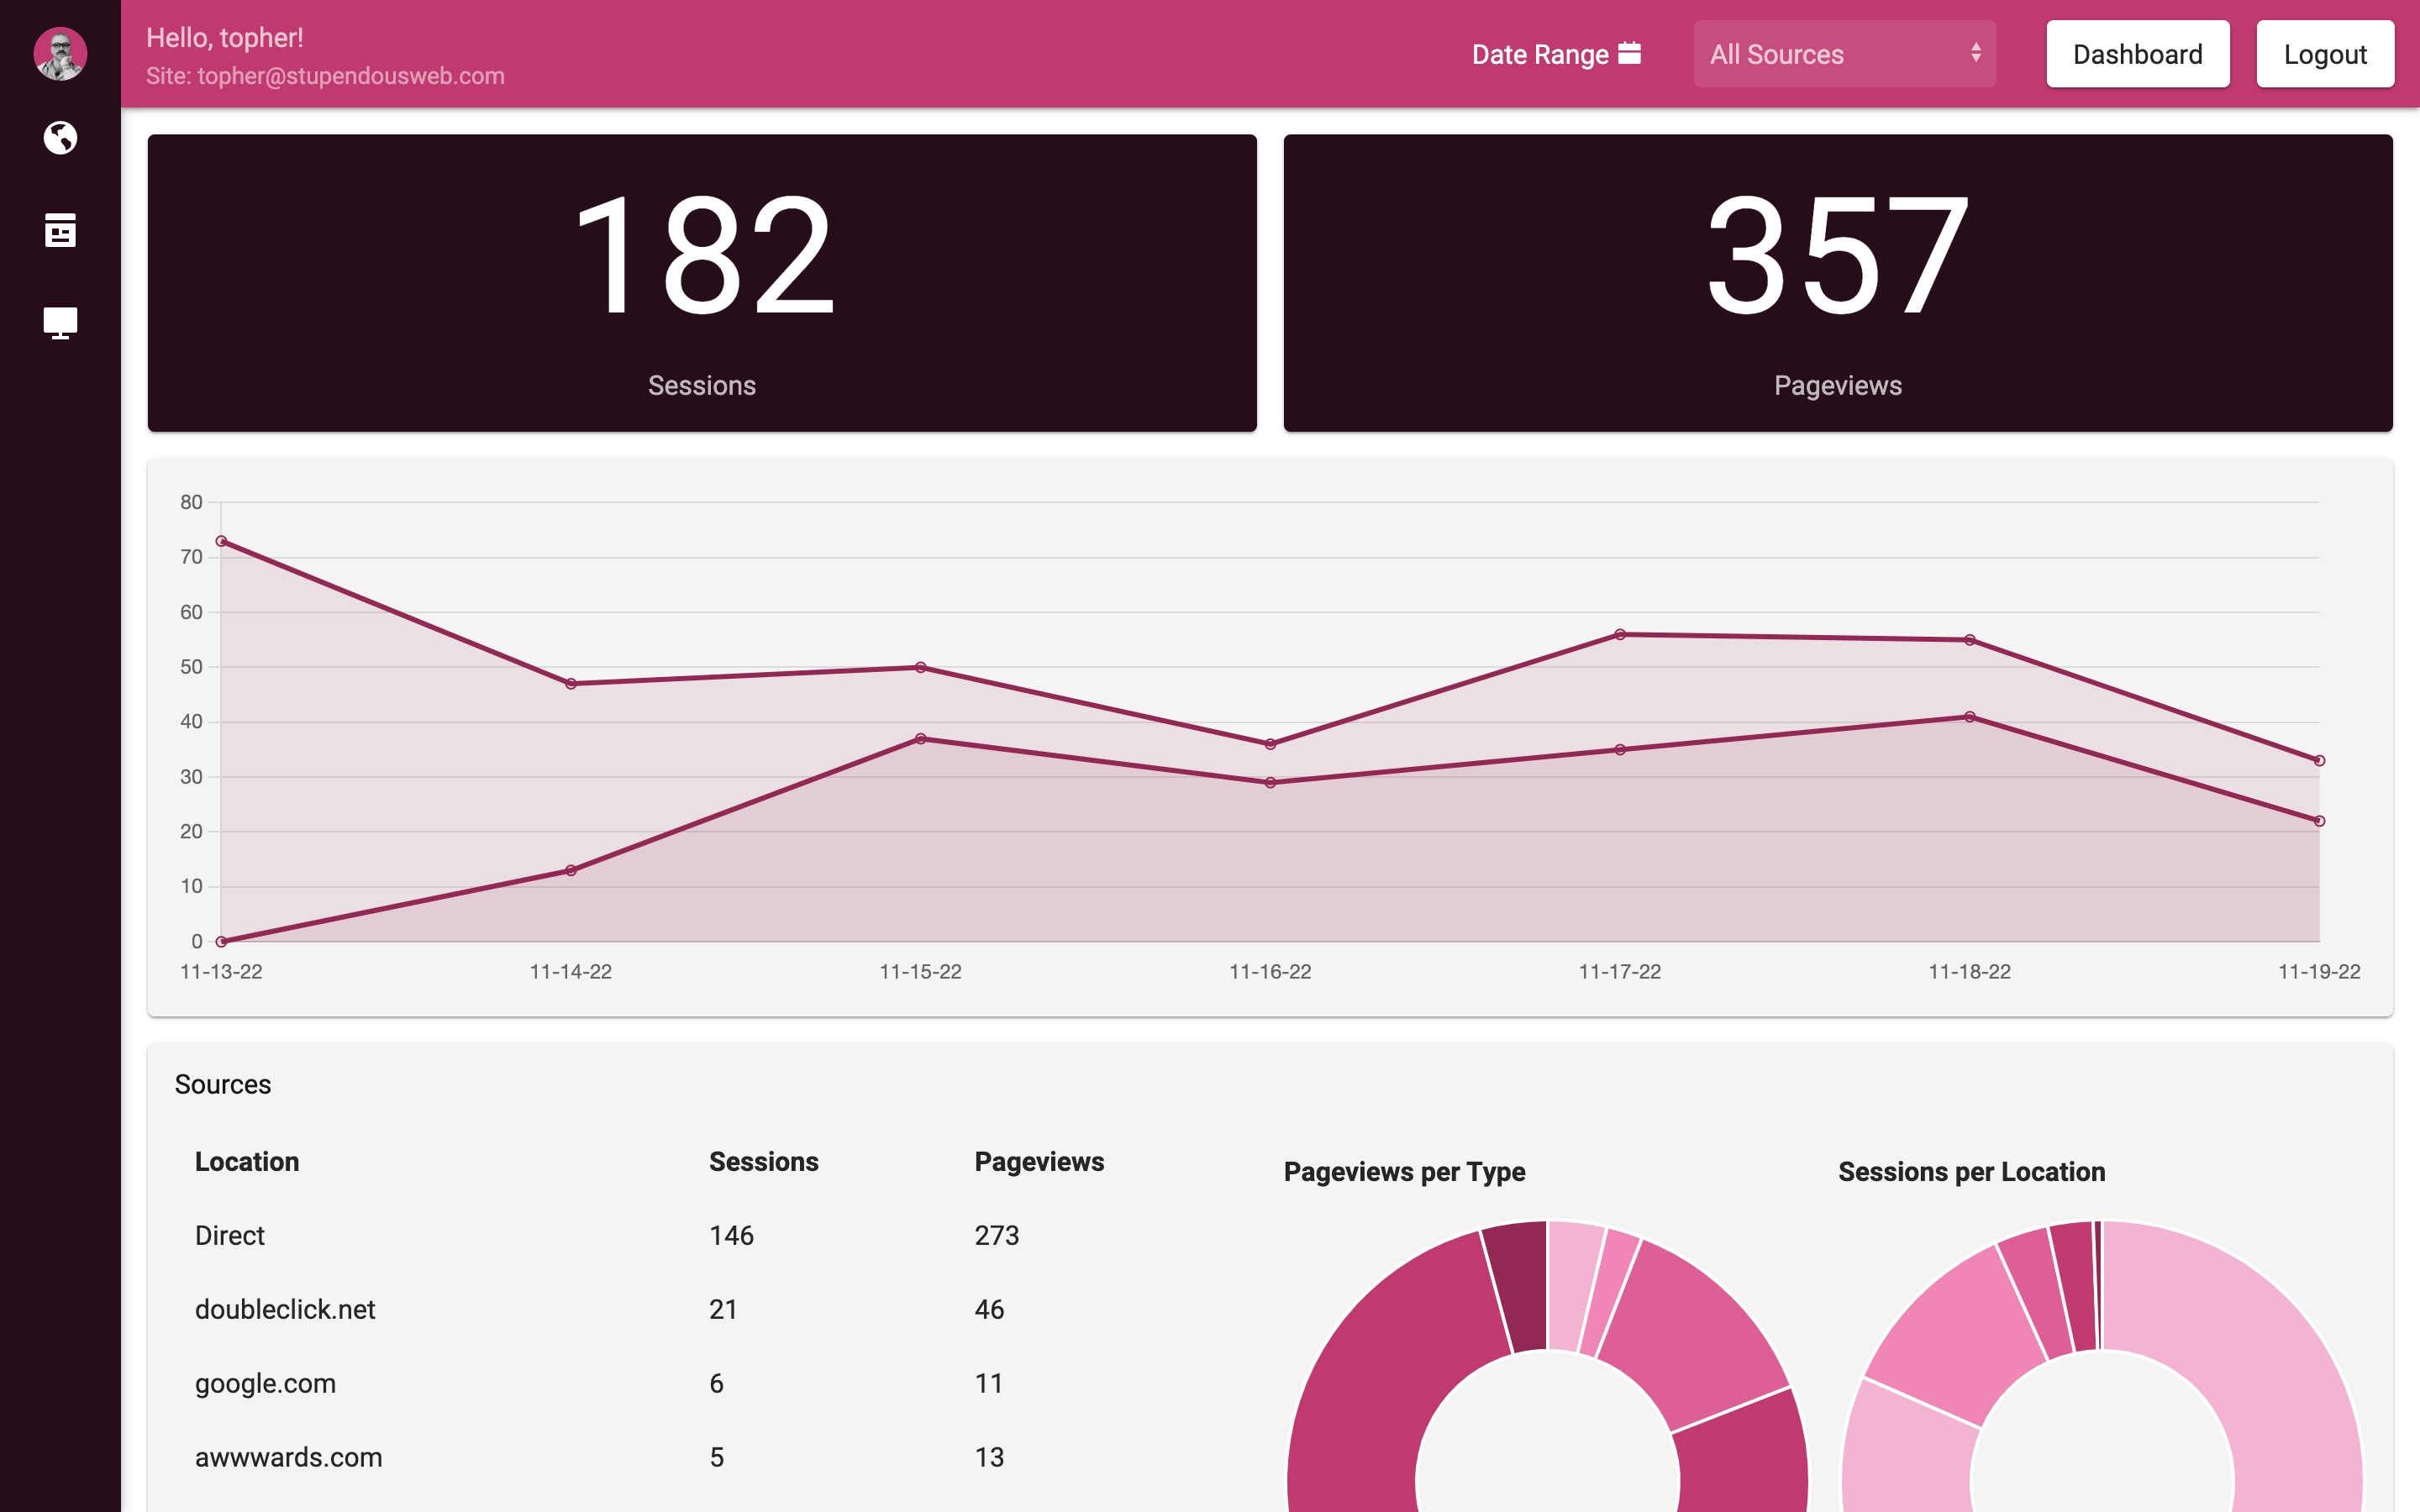 Hello, topher!
Site: topher@stupendousweb.com
Date Range
All Sources
Dashboard
Logout
182
Sessions
357
Pageviews
80
70
60
50
40
30
20
10
0
11-13-22 11-14-22 11-15-22 11-16-22 11-17-22 11-18-22 11-19-22
Sources
Location Sessions Pageviews
Direct 146 273
doubleclick.net 21 46
google.com 6 11
awwwards.com 5 13
Pageviews per Type
Sessions per Location